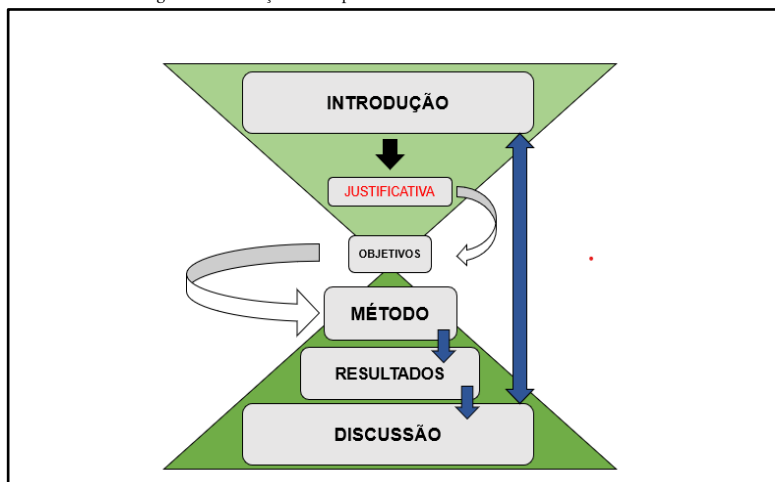 INTRODUÇÃO
JUSTIFICATIVA
OBJETIVOS
MÉTODO
RESULTADOS
DISCUSSÃO